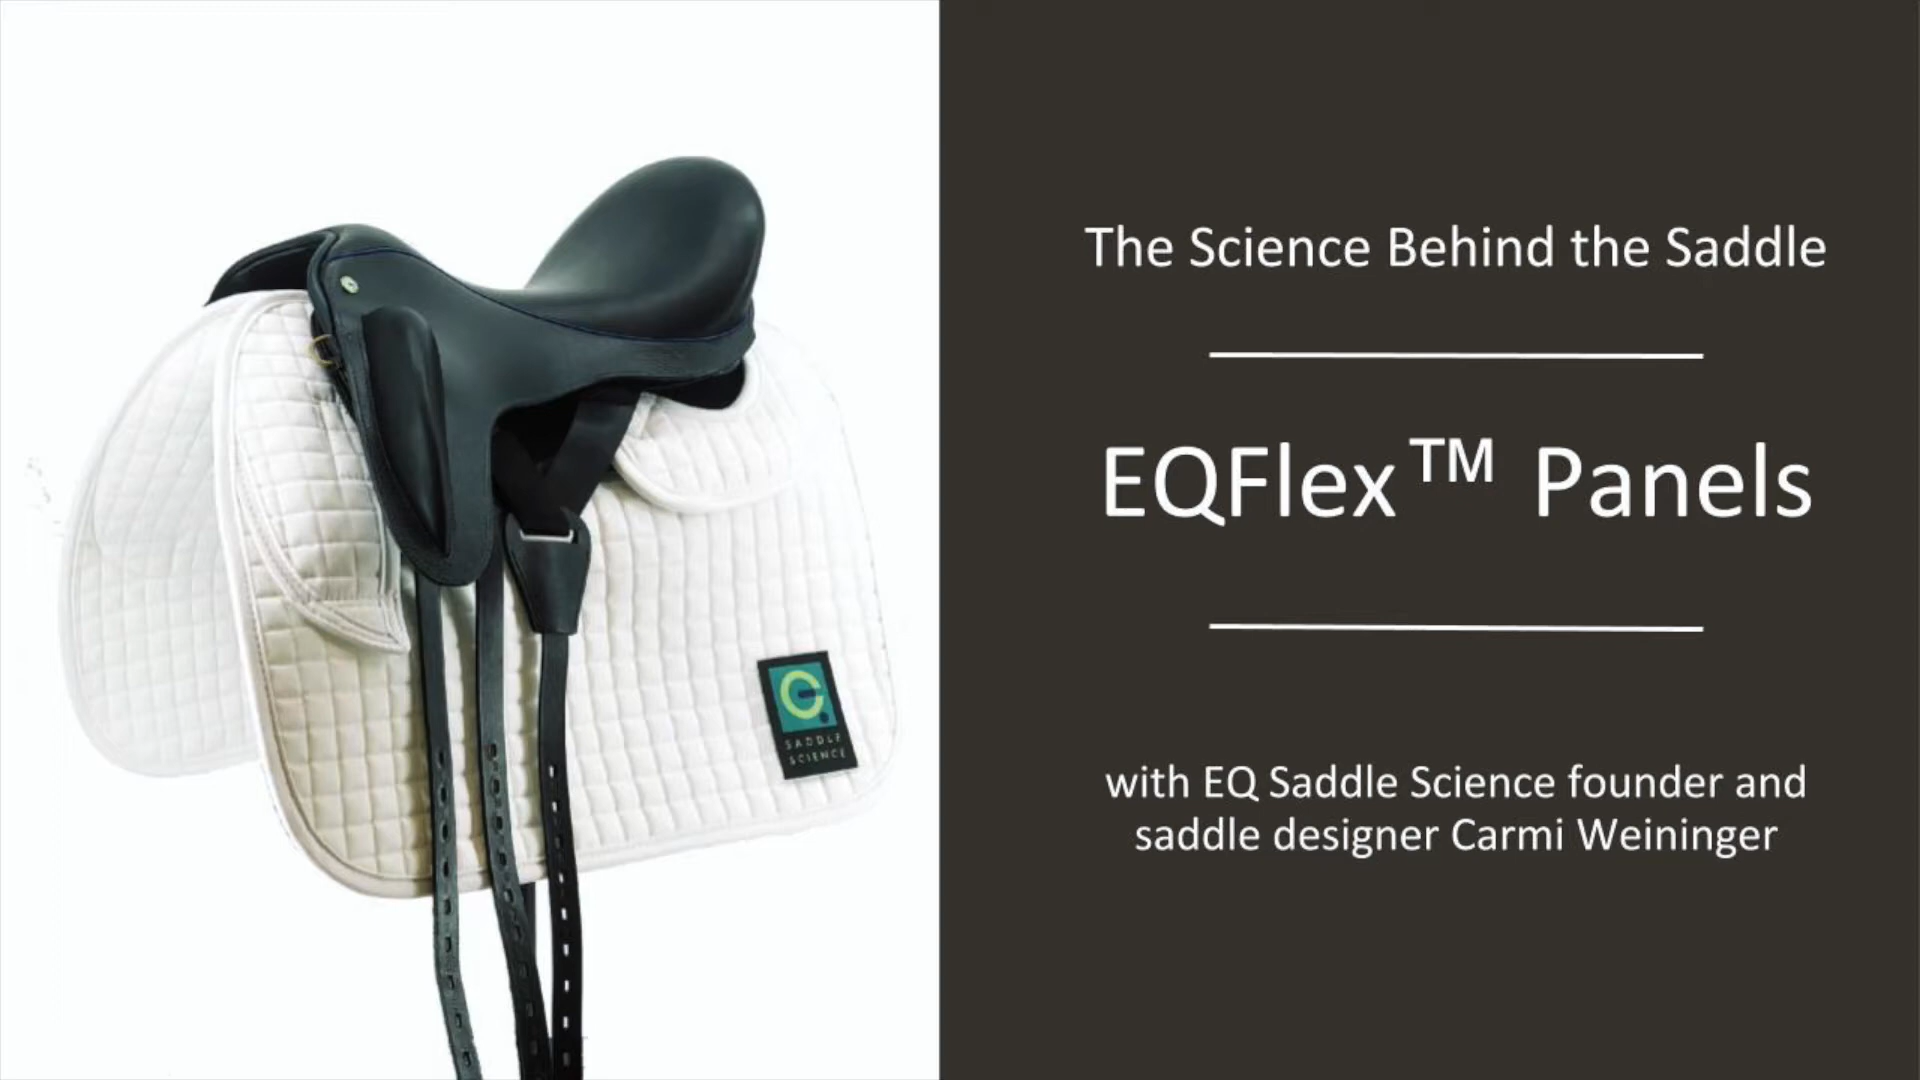 The Science Behind the Saddle
EQFlex™ Panels
with EQ Saddle Science founder and
saddle designer Carmi Weininger
SADDLE
SCIENCE